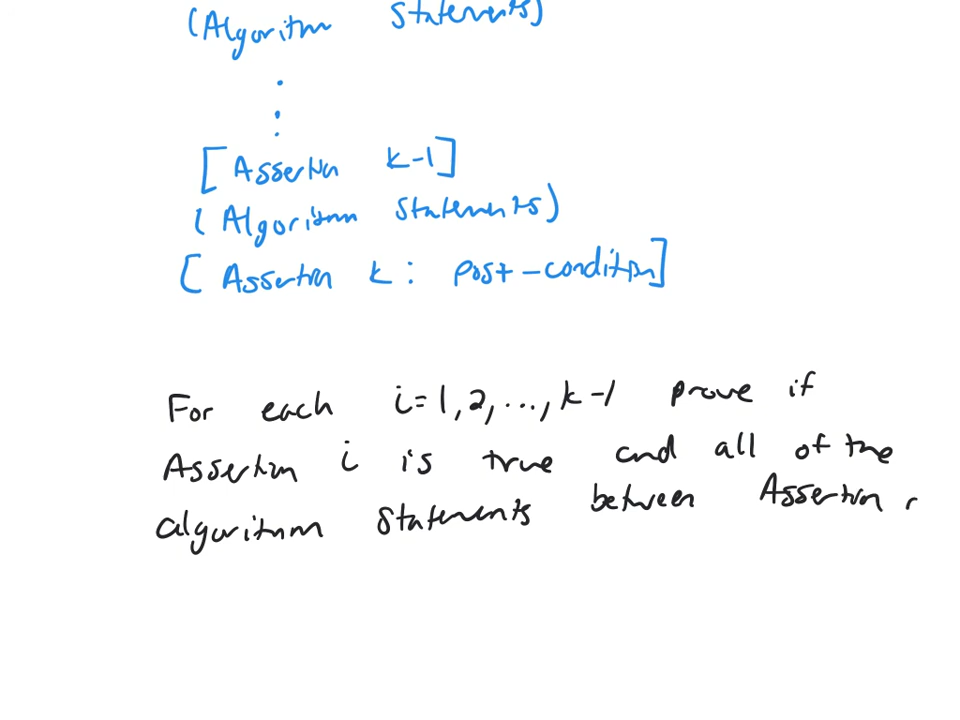 (Algorithm Statements)
[Assertion k-1]
(Algorithm Statements)
[Assertion k: post-condition]
For each i=1,2,...,k-1 prove if
Assertion i is true and all of the
algorithm statements between Assertion